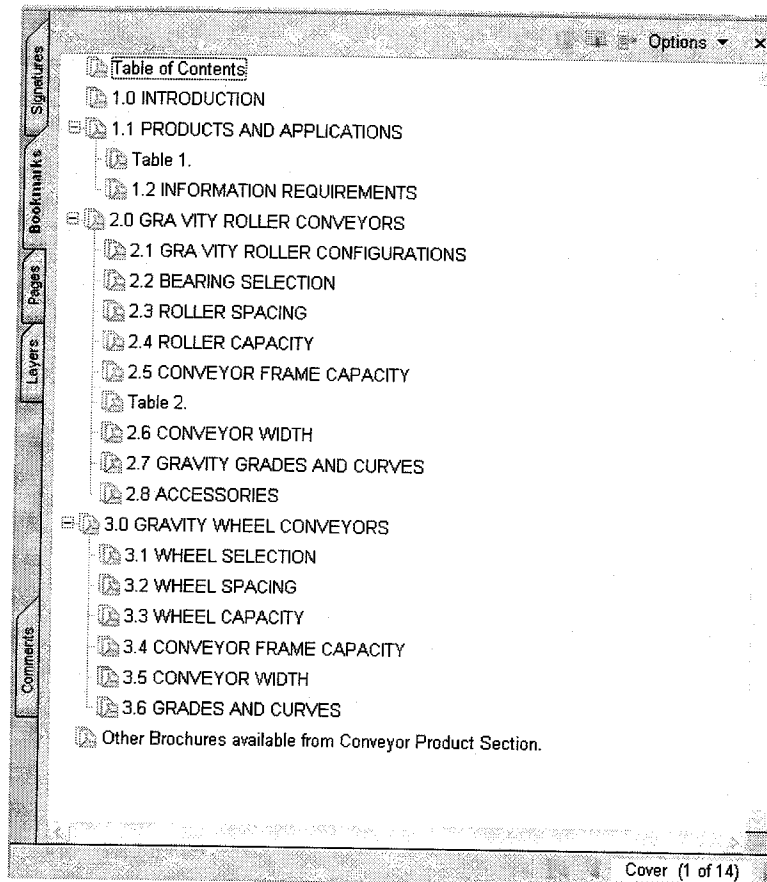 Options
Signatures
Bookmarks
Pages
Layers
Comments
Table of Contents
1.0 INTRODUCTION
1.1 PRODUCTS AND APPLICATIONS
Table 1.
1.2 INFORMATION REQUIREMENTS
2.0 GRA VITY ROLLER CONVEYORS
2.1 GRA VITY ROLLER CONFIGURATIONS
2.2 BEARING SELECTION
2.3 ROLLER SPACING
2.4 ROLLER CAPACITY
2.5 CONVEYOR FRAME CAPACITY
Table 2.
2.6 CONVEYOR WIDTH
2.7 GRAVITY GRADES AND CURVES
2.8 ACCESSORIES
3.0 GRAVITY WHEEL CONVEYORS
3.1 WHEEL SELECTION
3.2 WHEEL SPACING
3.3 WHEEL CAPACITY
3.4 CONVEYOR FRAME CAPACITY
3.5 CONVEYOR WIDTH
3.6 GRADES AND CURVES
Other Brochures available from Conveyor Product Section.
Cover (1 of 14)